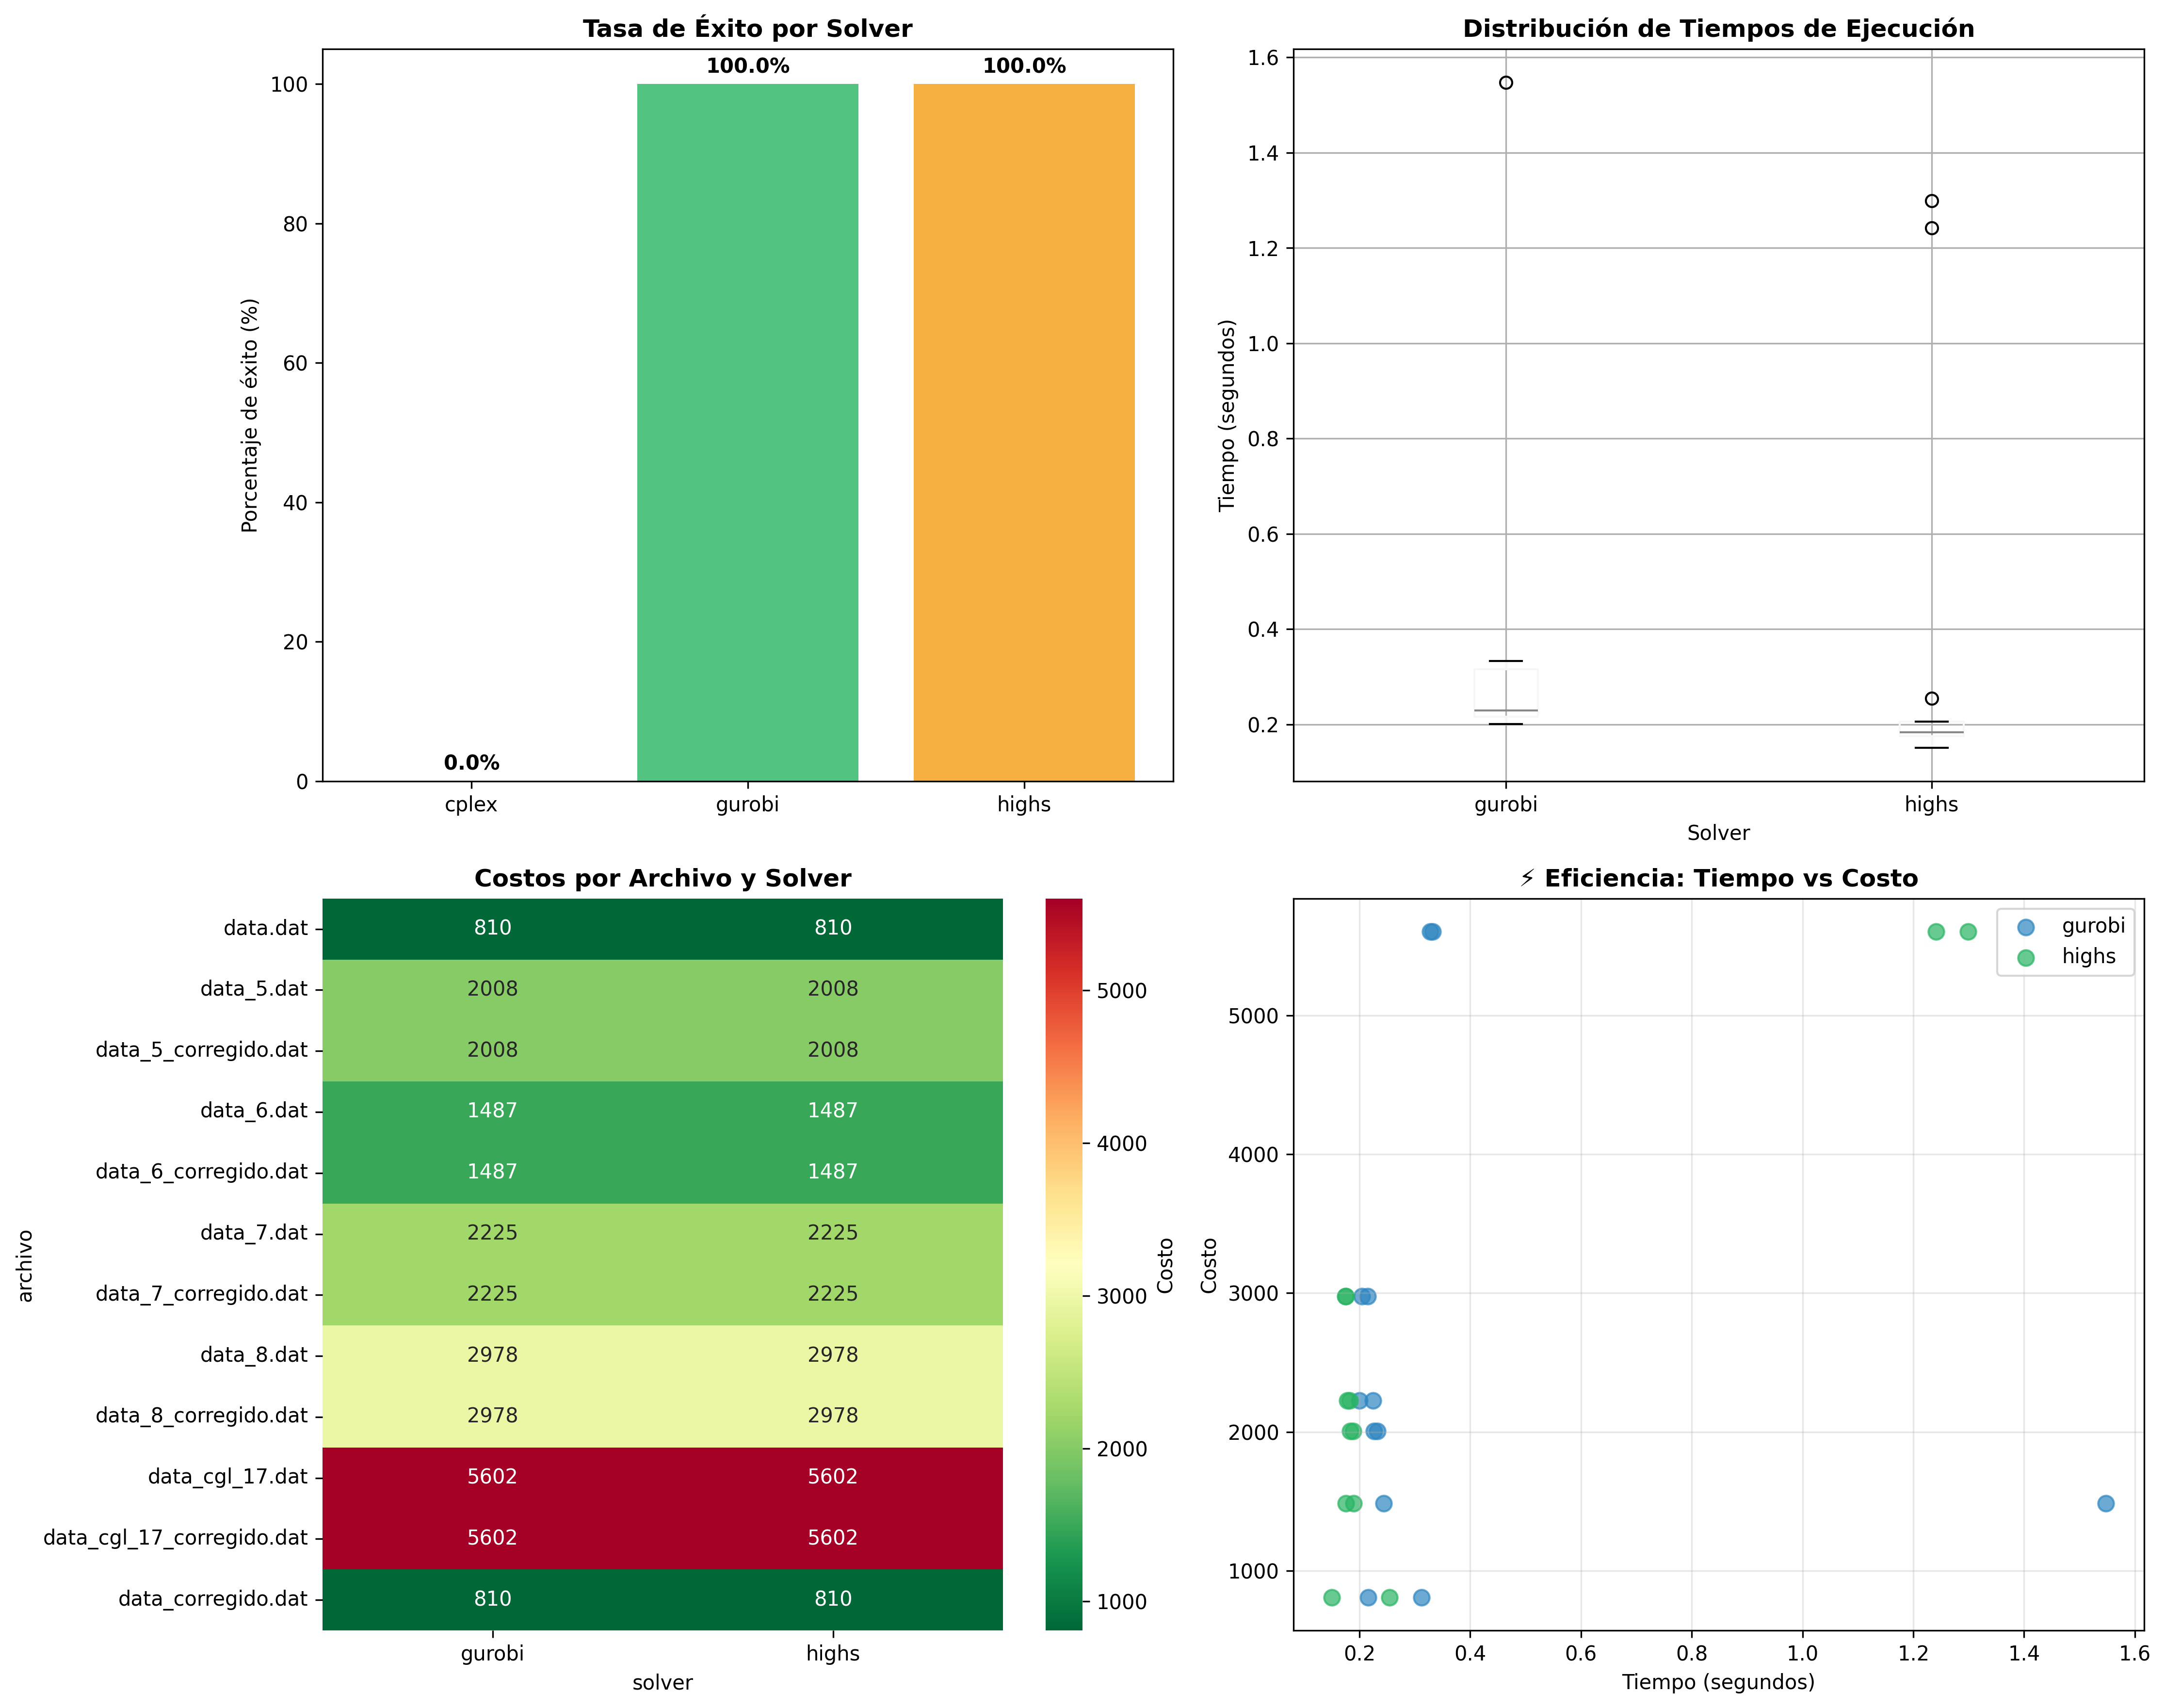 Tasa de Éxito por Solver
Porcentaje de éxito (%)
100
80
60
40
20
0
0.0%
100.0%
100.0%
cplex
gurobi
highs
Distribución de Tiempos de Ejecución
Tiempo (segundos)
1.6
1.4
1.2
1.0
0.8
0.6
0.4
0.2
gurobi
highs
Solver
Costos por Archivo y Solver
archivo
data.dat 810 810
data_5.dat 2008 2008
data_5_corregido.dat 2008 2008
data_6.dat 1487 1487
data_6_corregido.dat 1487 1487
data_7.dat 2225 2225
data_7_corregido.dat 2225 2225
data_8.dat 2978 2978
data_8_corregido.dat 2978 2978
data_cgl_17.dat 5602 5602
data_cgl_17_corregido.dat 5602 5602
data_corregido.dat 810 810
gurobi
highs
solver
5000
4000
3000
2000
1000
Costo
⚡ Eficiencia: Tiempo vs Costo
gurobi
highs
Costo
5000
4000
3000
2000
1000
0.2
0.4
0.6
0.8
1.0
1.2
1.4
1.6
Tiempo (segundos)